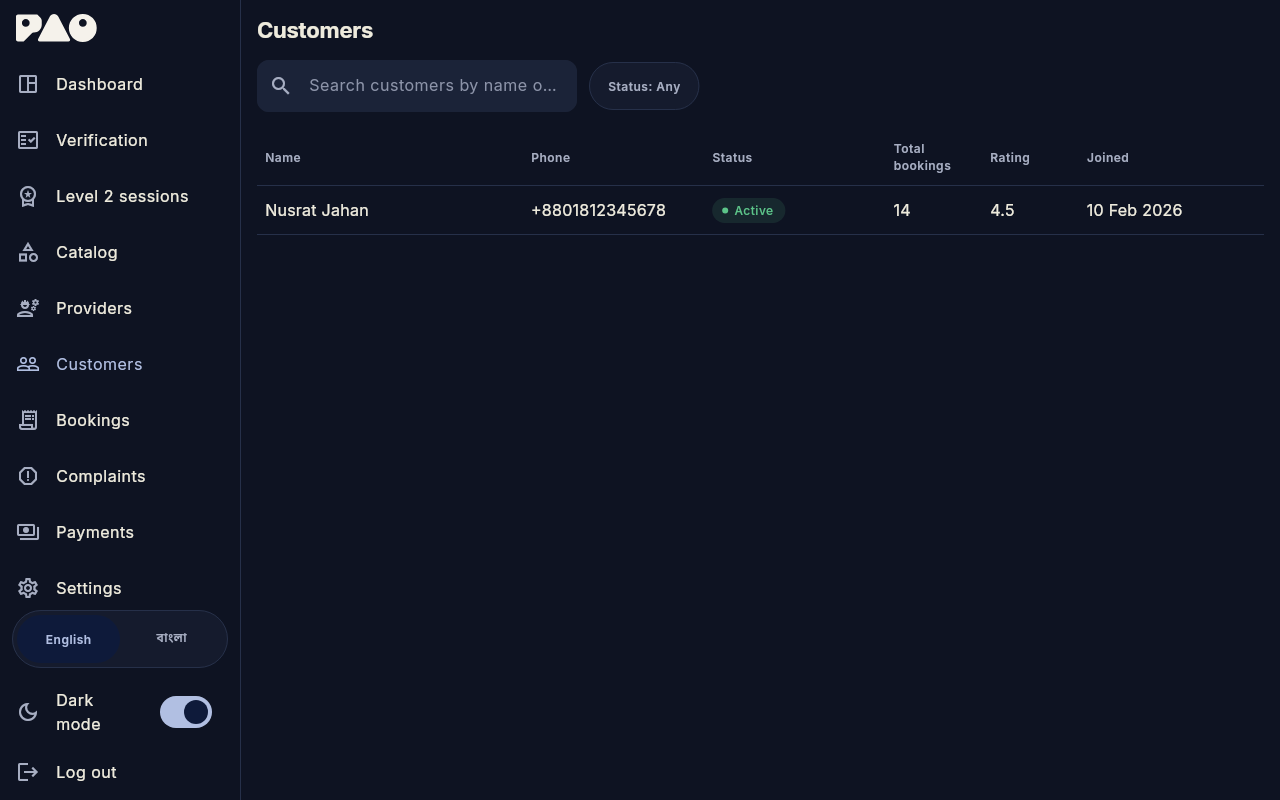 PAO
Dashboard
Verification
Level 2 sessions
Catalog
Providers
Customers
Bookings
Complaints
Payments
Settings
English
বাংলা
Dark
mode
Log out
Customers
Search customers by name o...
Status: Any
Name
Phone
Status
Total
bookings
Rating
Joined
Nusrat Jahan
+8801812345678
Active
14
4.5
10 Feb 2026